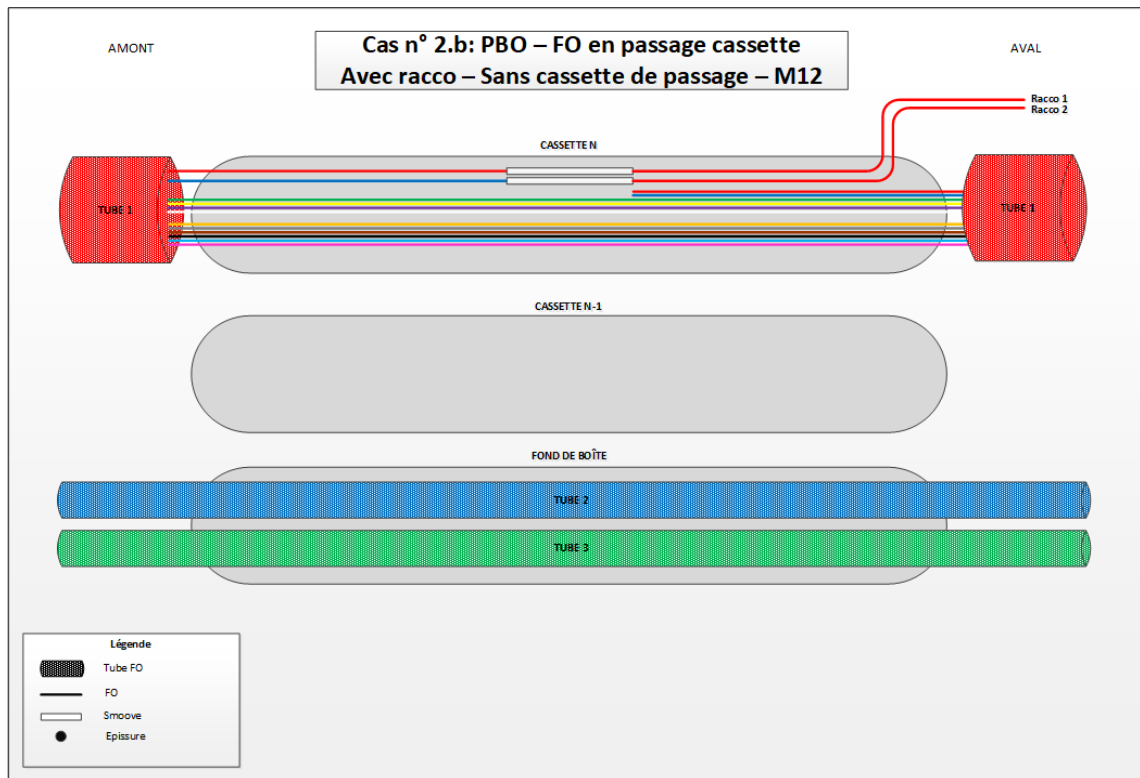 AMONT
Cas n° 2.b: PBO – FO en passage cassette
Avec racco – Sans cassette de passage – M12
AVAL
Racco 1
Racco 2
CASSETTE N
TUBE 1
TUBE 1
CASSETTE N-1
FOND DE BOÎTE
TUBE 2
TUBE 3
Légende
Tube FO
FO
Smoove
Epissure